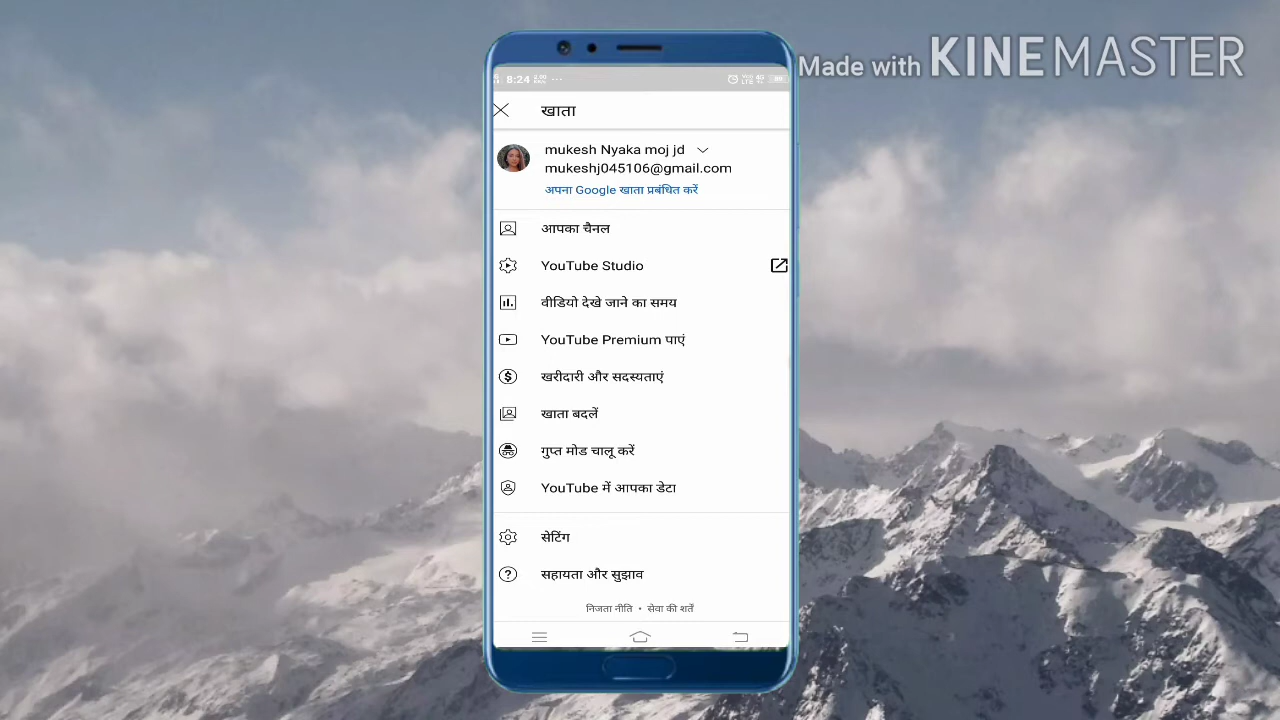 Made with KINEMASTER
8:24
खाता
mukesh Nyaka moj jd
mukeshj045106@gmail.com
अपना Google खाता प्रबंधित करें
आपका चैनल
YouTube Studio
वीडियो देखे जाने का समय
YouTube Premium पाएं
खरीदारी और सदस्यताएं
खाता बदलें
गुप्त मोड चालू करें
YouTube में आपका डेटा
सेटिंग
सहायता और सुझाव
निजता नीति • सेवा की शर्तें